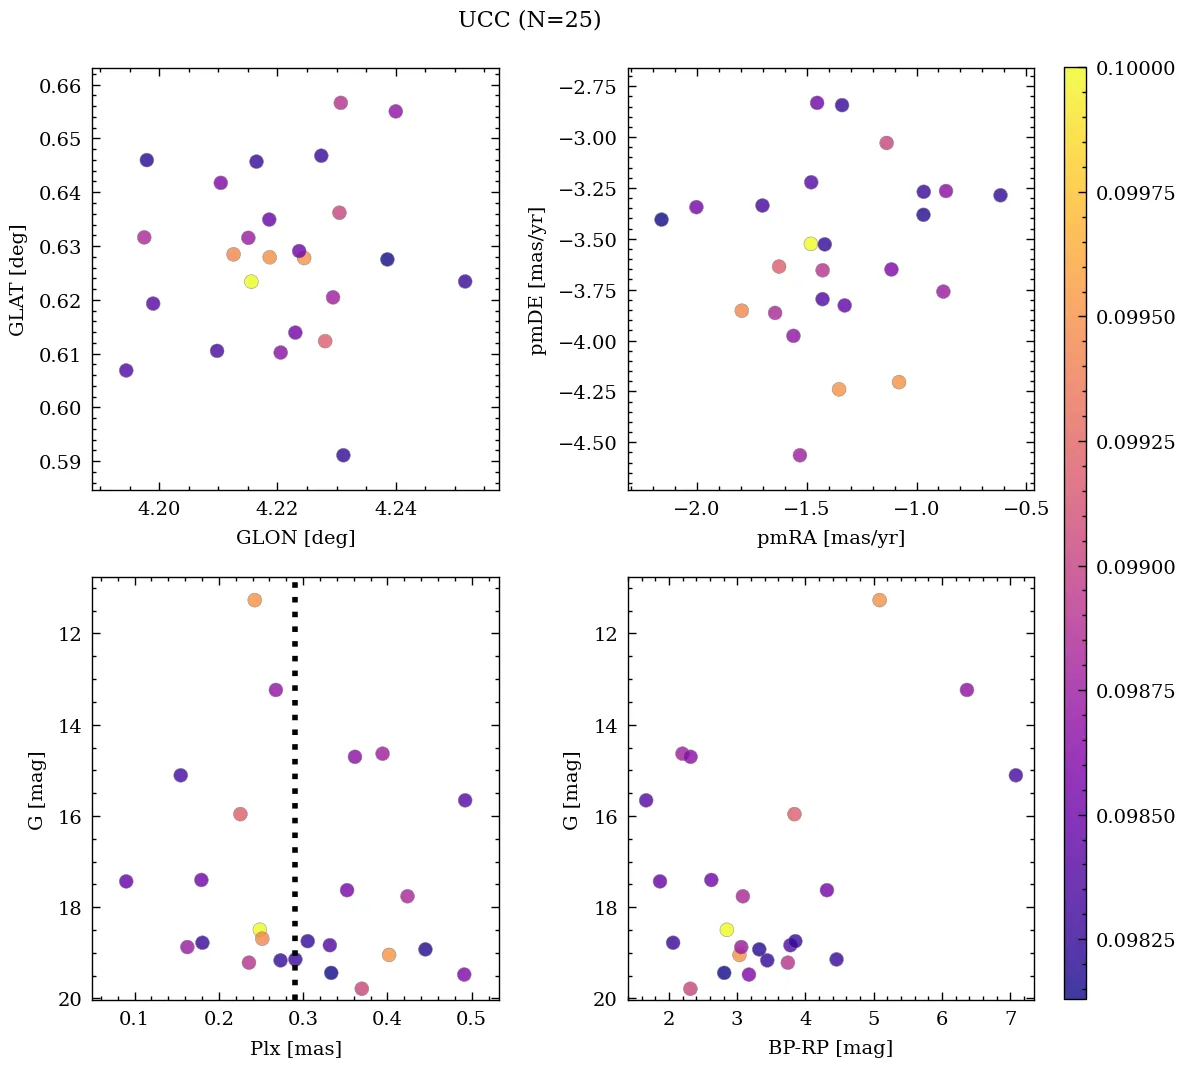 UCC (N=25)
0.66
0.65
0.64
0.63
0.62
0.61
0.60
0.59
GLAT [deg]
4.20 4.22 4.24
GLON [deg]
−2.75
−3.00
−3.25
−3.50
−3.75
−4.00
−4.25
−4.50
pmDE [mas/yr]
−2.0 −1.5 −1.0 −0.5
pmRA [mas/yr]
12
14
16
18
20
G [mag]
0.1 0.2 0.3 0.4 0.5
Plx [mas]
12
14
16
18
20
G [mag]
2 3 4 5 6 7
BP-RP [mag]
0.10000
0.09975
0.09950
0.09925
0.09900
0.09875
0.09850
0.09825